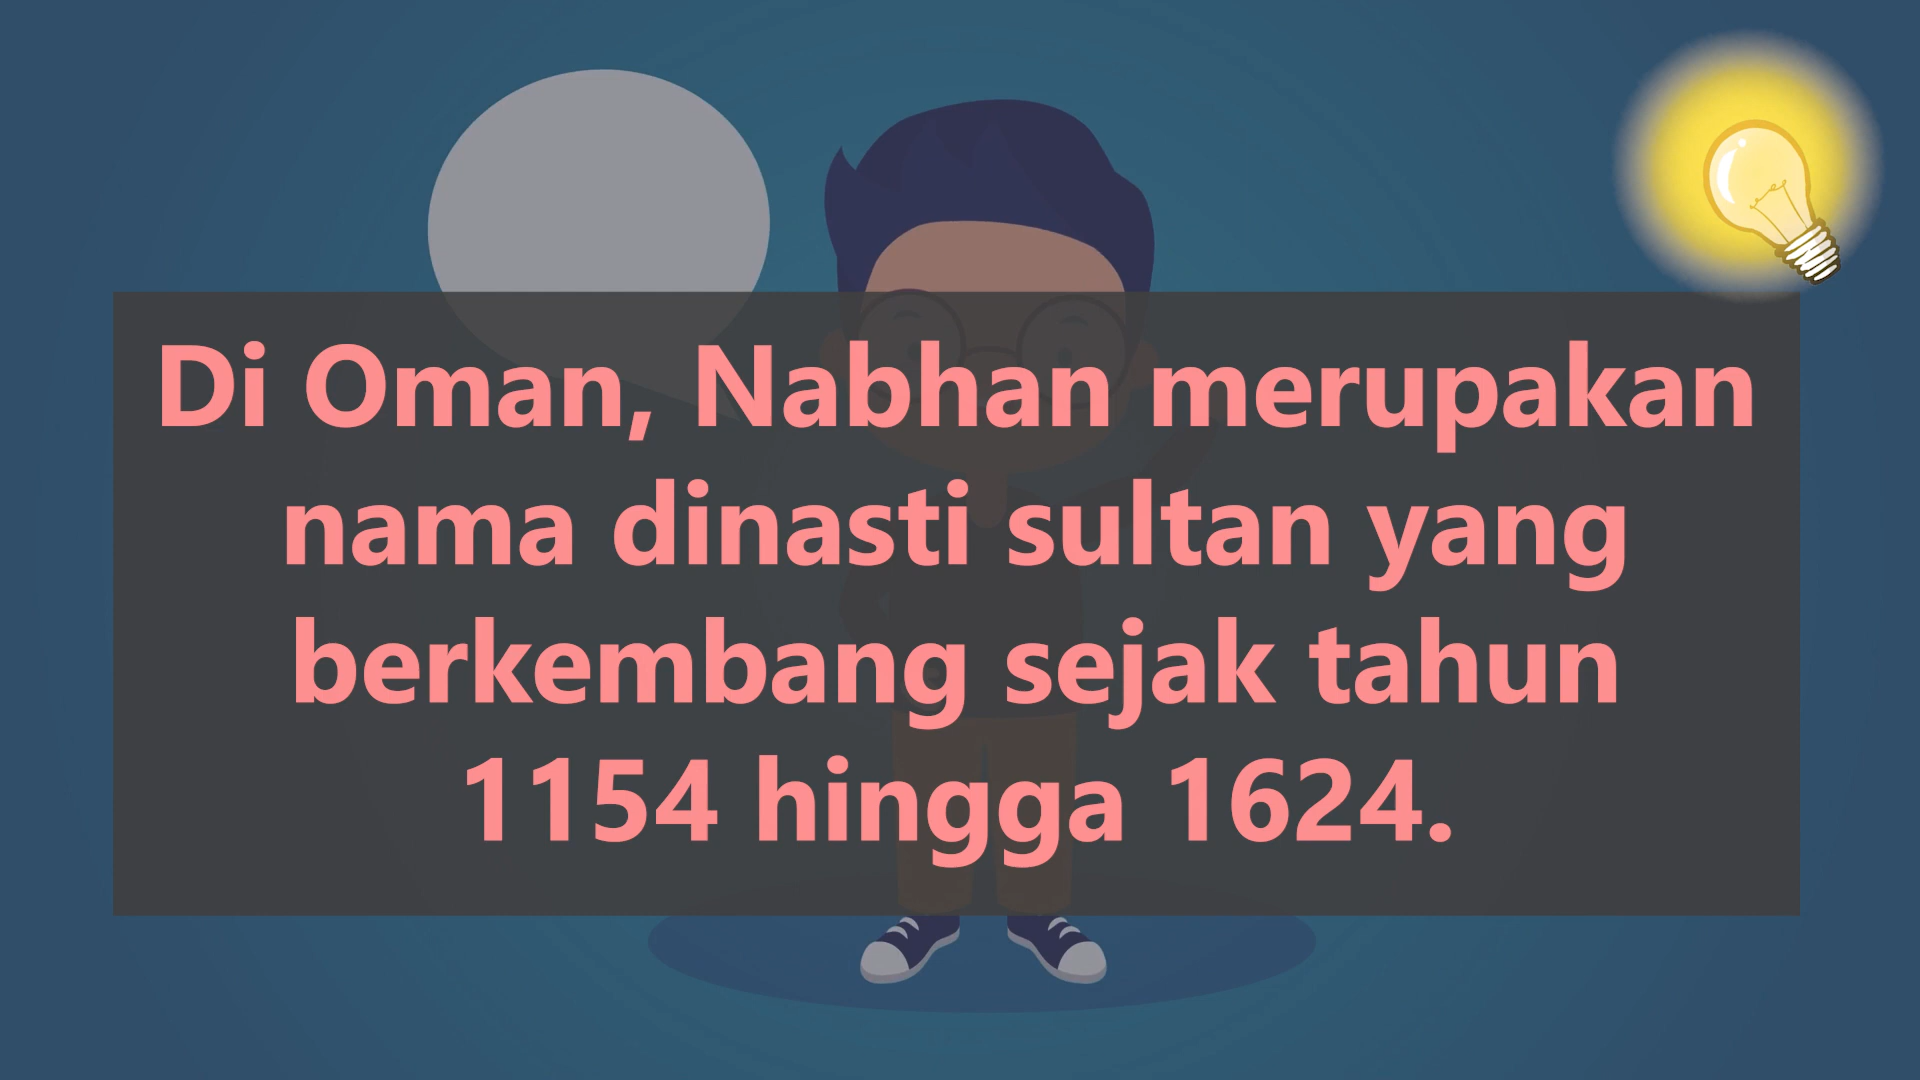 Di Oman, Nabhan merupakan
nama dinasti sultan yang
berkembang sejak tahun
1154 hingga 1624.